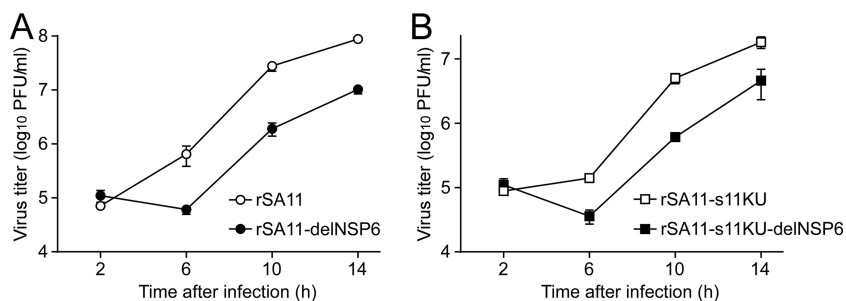 A
Virus titer (log10 PFU/ml)
8
7
6
5
4
rSA11
rSA11-delNSP6
2 6 10 14
Time after infection (h)
B
Virus titer (log10 PFU/ml)
7
6
5
4
rSA11-s11KU
rSA11-s11KU-delNSP6
2 6 10 14
Time after infection (h)